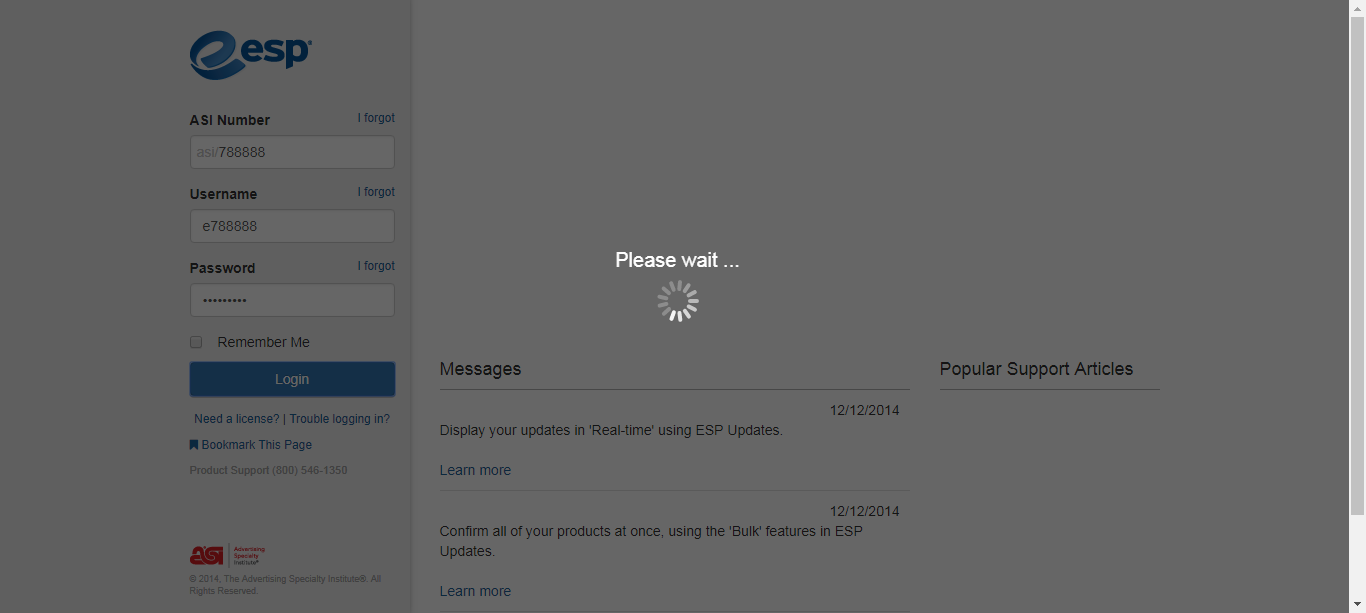 esp
ASI Number
I forgot
asi/788888
Username
I forgot
e788888
Password
I forgot
•••••••••
Remember Me
Login
Need a license? | Trouble logging in?
Bookmark This Page
Product Support (800) 546-1350
ASI Advertising
Specialty
Institute®
© 2014, The Advertising Specialty Institute®. All
Rights Reserved.
Please wait ...
Messages
12/12/2014
Display your updates in 'Real-time' using ESP Updates.
Learn more
12/12/2014
Confirm all of your products at once, using the 'Bulk' features in ESP
Updates.
Learn more
Popular Support Articles